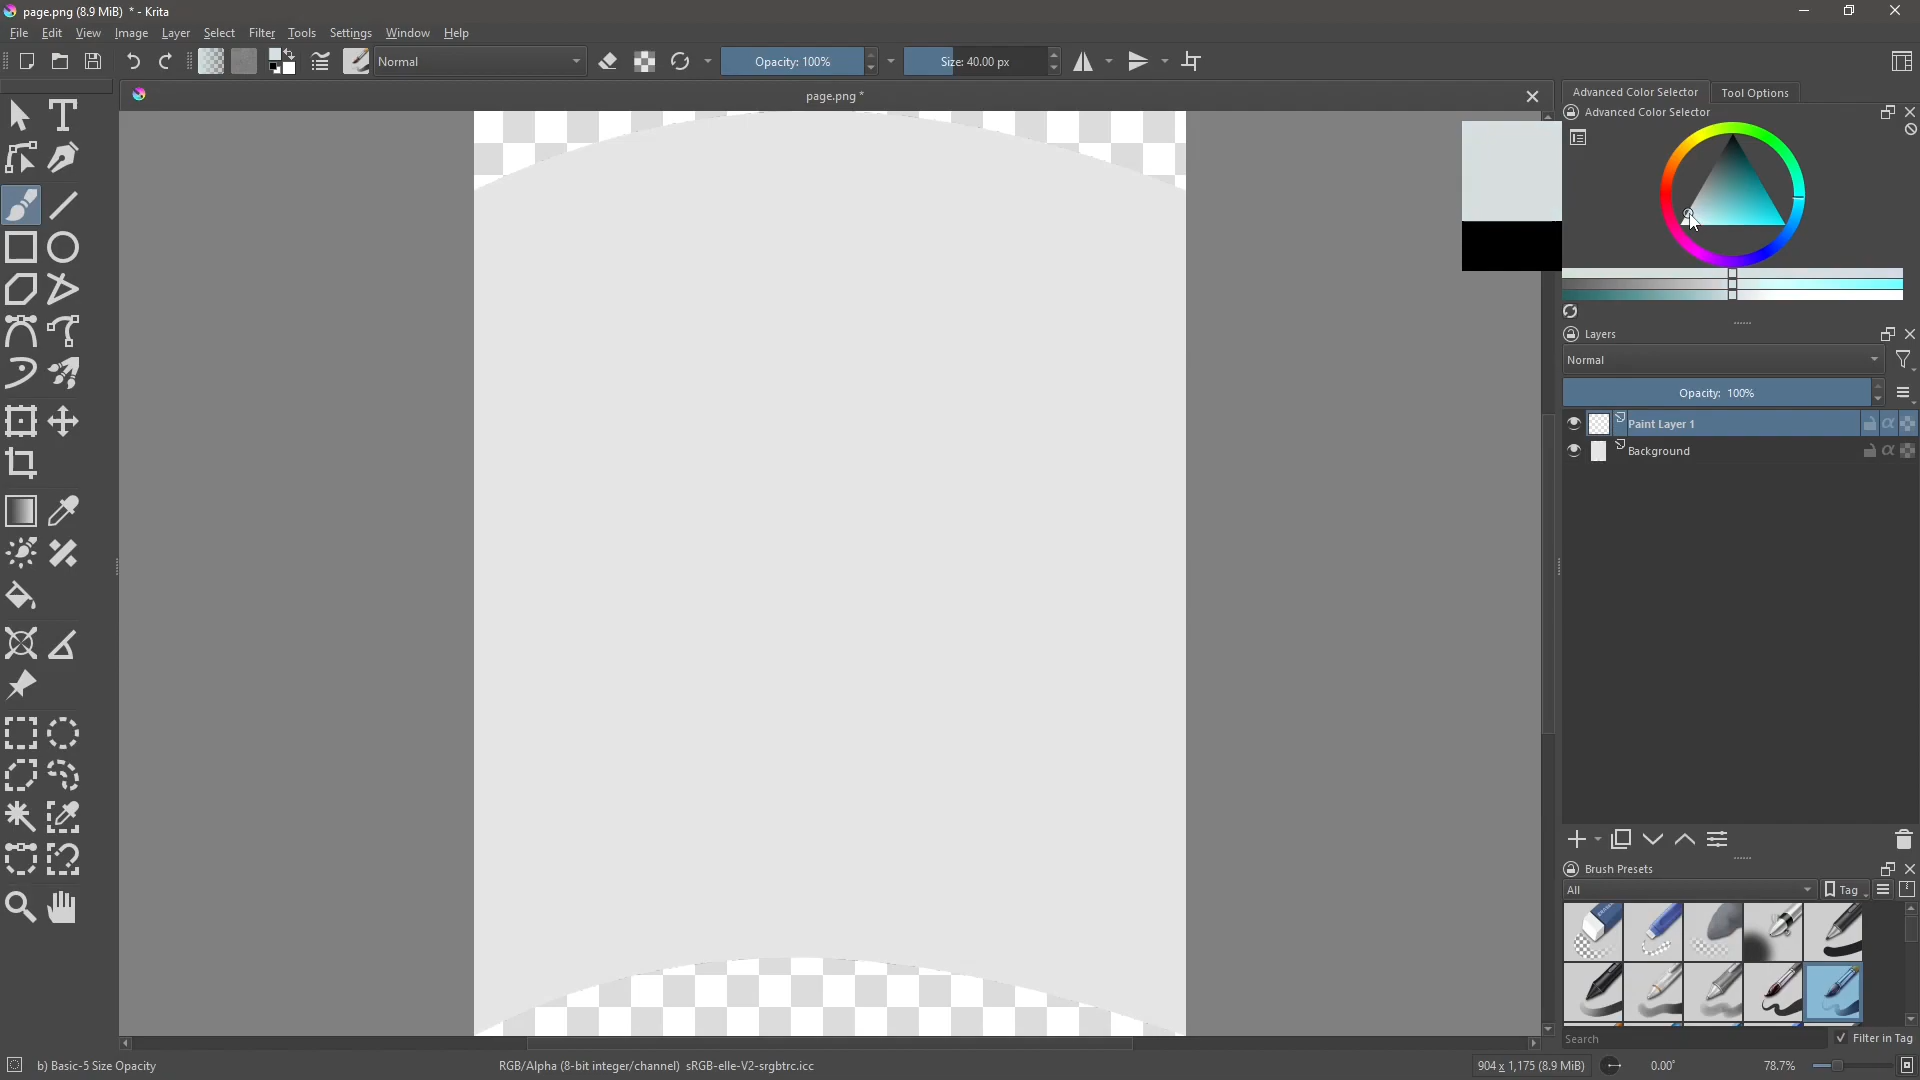 page.png (8.9 MiB) * - Krita
File Edit View Image Layer Select Filter Tools Settings Window Help
Normal
Opacity: 100%
Size: 40.00 px
page.png *
Advanced Color Selector
Tool Options
Advanced Color Selector
Layers
Normal
Opacity: 100%
Paint Layer 1
Background
Brush Presets
All
Tag
Search
Filter in Tag
b) Basic-5 Size Opacity
RGB/Alpha (8-bit integer/channel) sRGB-elle-V2-srgbtrc.icc
904 x 1,175 (8.9 MiB)
0.00°
78.7%